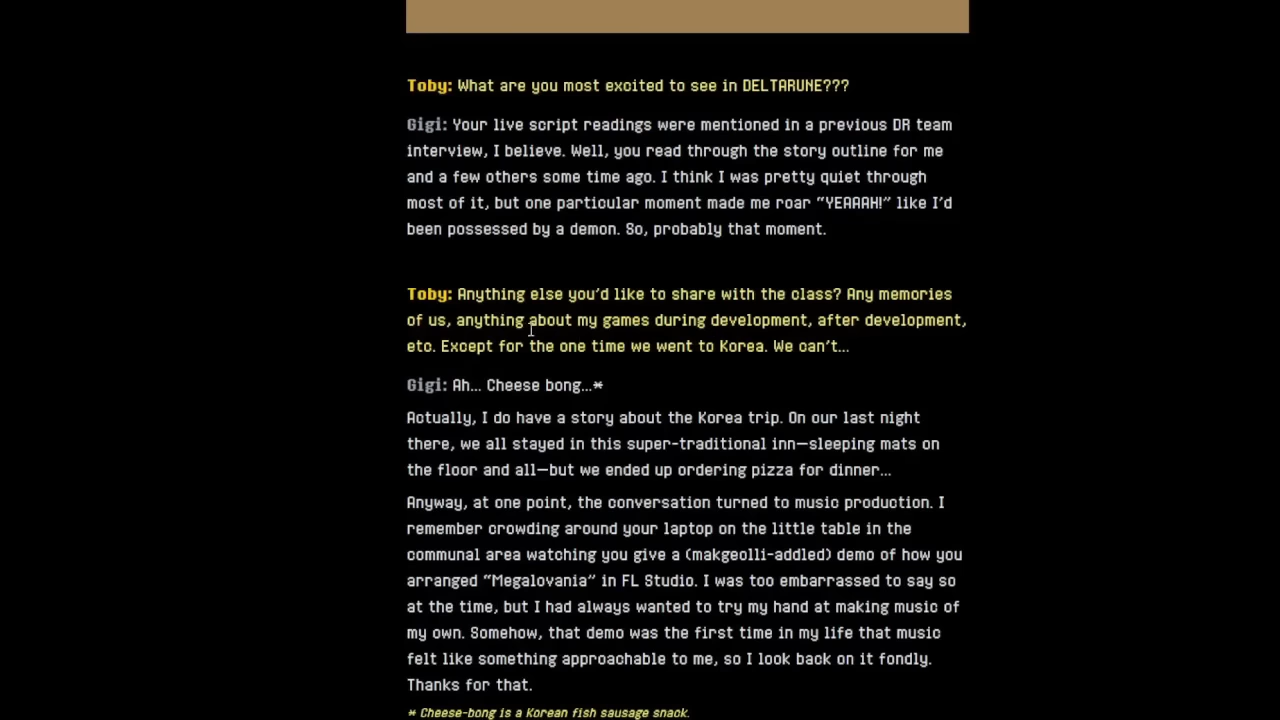 Toby: What are you most excited to see in DELTARUNE???
Gigi: Your live script readings were mentioned in a previous DR team
interview, I believe. Well, you read through the story outline for me
and a few others some time ago. I think I was pretty quiet through
most of it, but one particular moment made me roar “YEAAAH!” like I’d
been possessed by a demon. So, probably that moment.
Toby: Anything else you’d like to share with the class? Any memories
of us, anything about my games during development, after development,
etc. Except for the one time we went to Korea. We can’t...
Gigi: Ah... Cheese bong...*
Actually, I do have a story about the Korea trip. On our last night
there, we all stayed in this super-traditional inn—sleeping mats on
the floor and all—but we ended up ordering pizza for dinner...
Anyway, at one point, the conversation turned to music production. I
remember crowding around your laptop on the little table in the
communal area watching you give a (makgeolli-addled) demo of how you
arranged “Megalovania” in FL Studio. I was too embarrassed to say so
at the time, but I had always wanted to try my hand at making music of
my own. Somehow, that demo was the first time in my life that music
felt like something approachable to me, so I look back on it fondly.
Thanks for that.
* Cheese-bong is a Korean fish sausage snack.